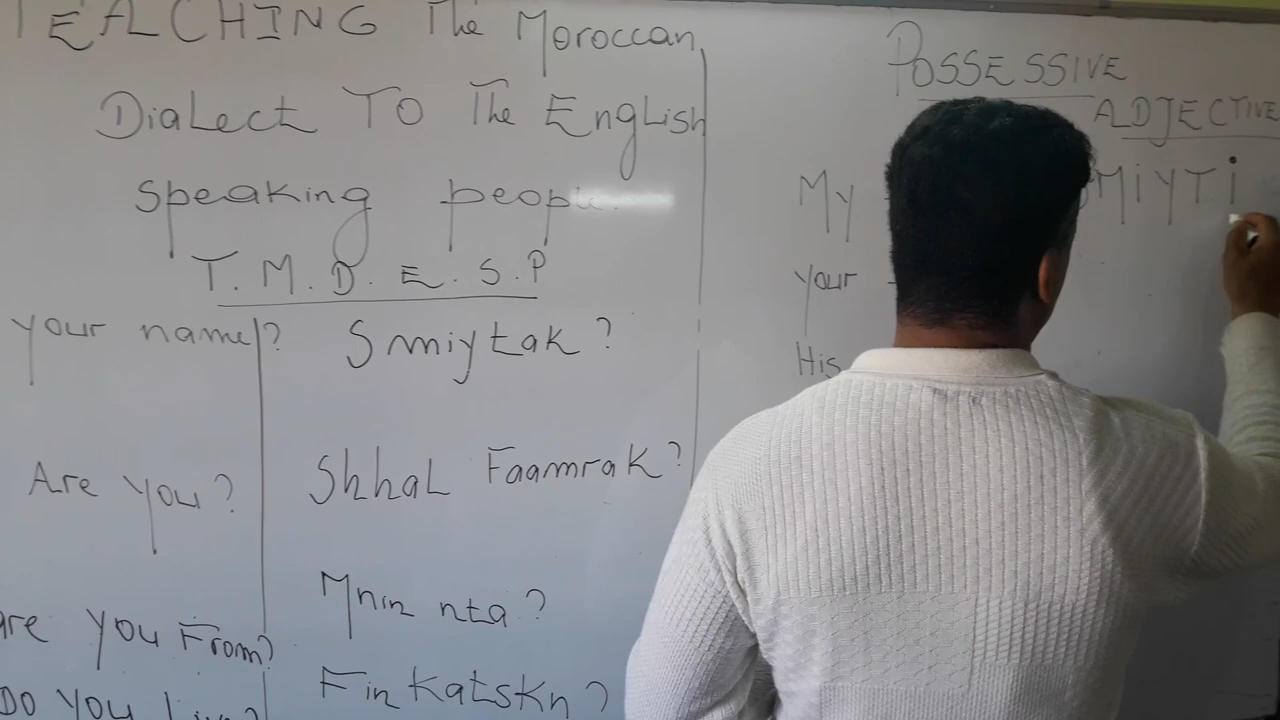 TEACHING The Moroccan
DiaLect TO The EngLish
speaking
T.M.D.E.S.P
your name? Smiytak?
Are you? ShhaL Faamrak?
are you From? Mnin nta?
Do you Fin Katskn?
POSSESSIVE
ADJECTIVE
My MiYTi
your
His